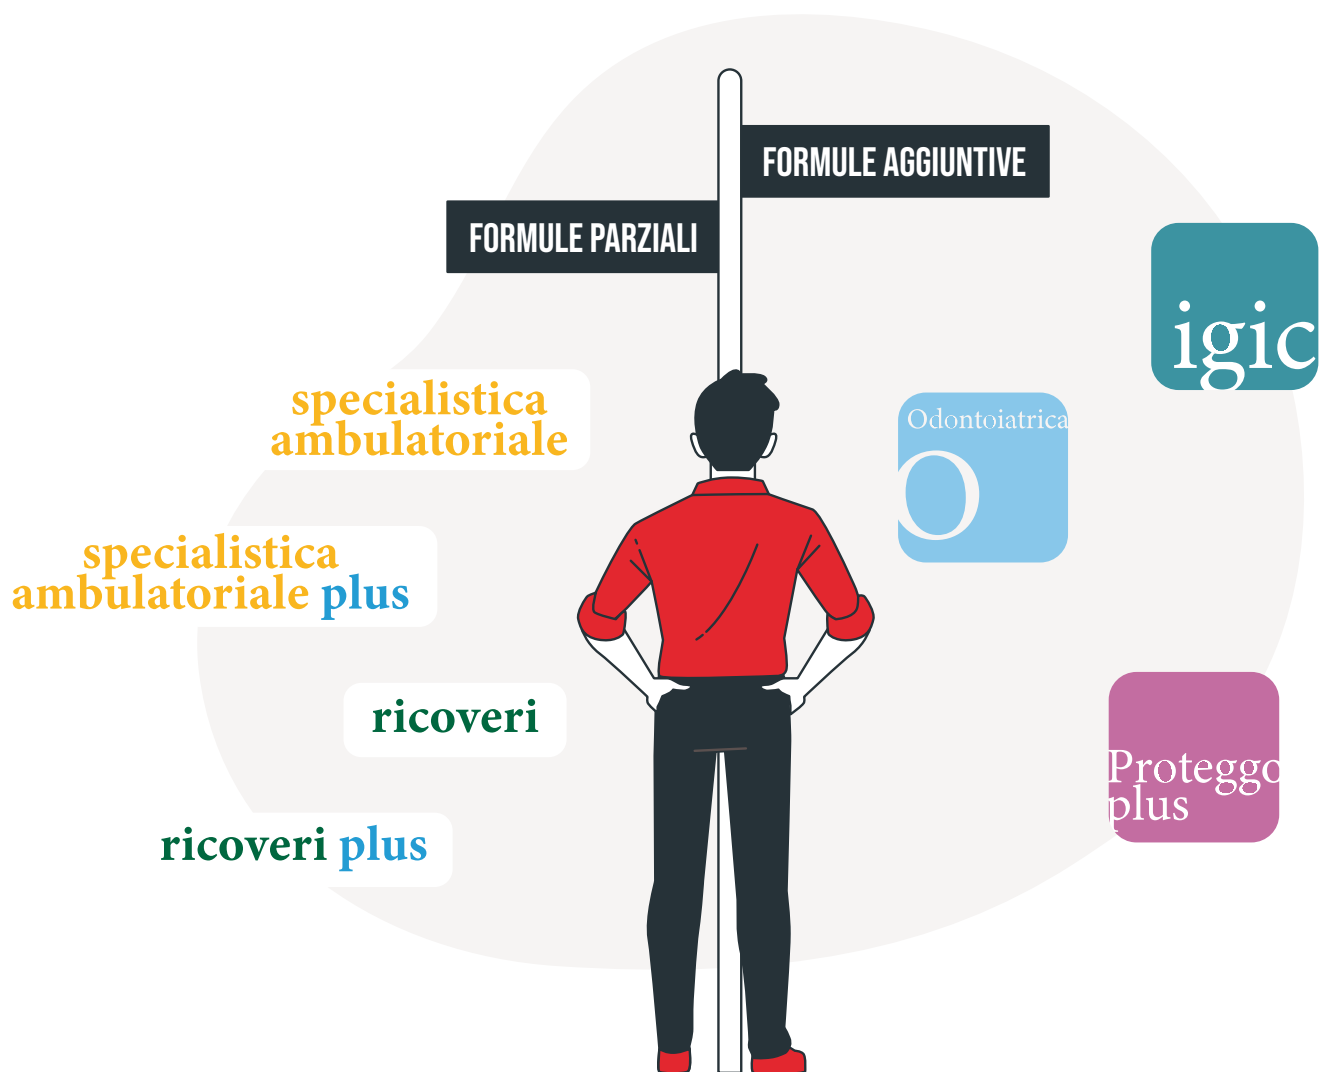 FORMULE AGGIUNTIVE
FORMULE PARZIALI
specialistica
ambulatoriale
specialistica
ambulatoriale plus
ricoveri
ricoveri plus
igic
Odontoiatrica
O
Proteggo
plus